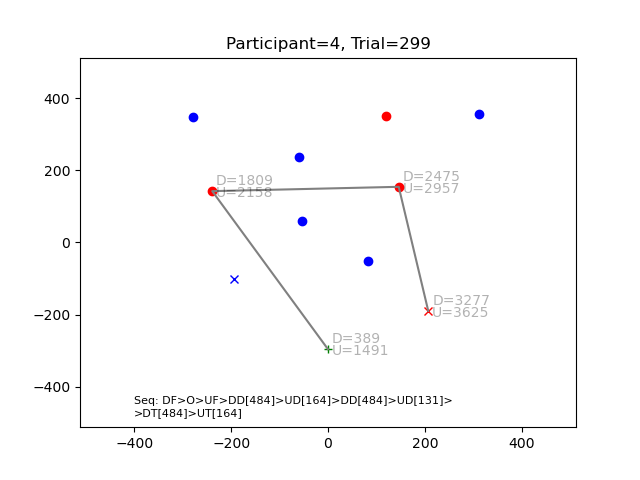 Participant=4, Trial=299
400
200
0
−200
−400
D=1809
U=2158
D=2475
U=2957
D=3277
U=3625
D=389
U=1491
Seq: DF>O>UF>DD[484]>UD[164]>DD[484]>UD[131]>
>DT[484]>UT[164]
−400
−200
0
200
400